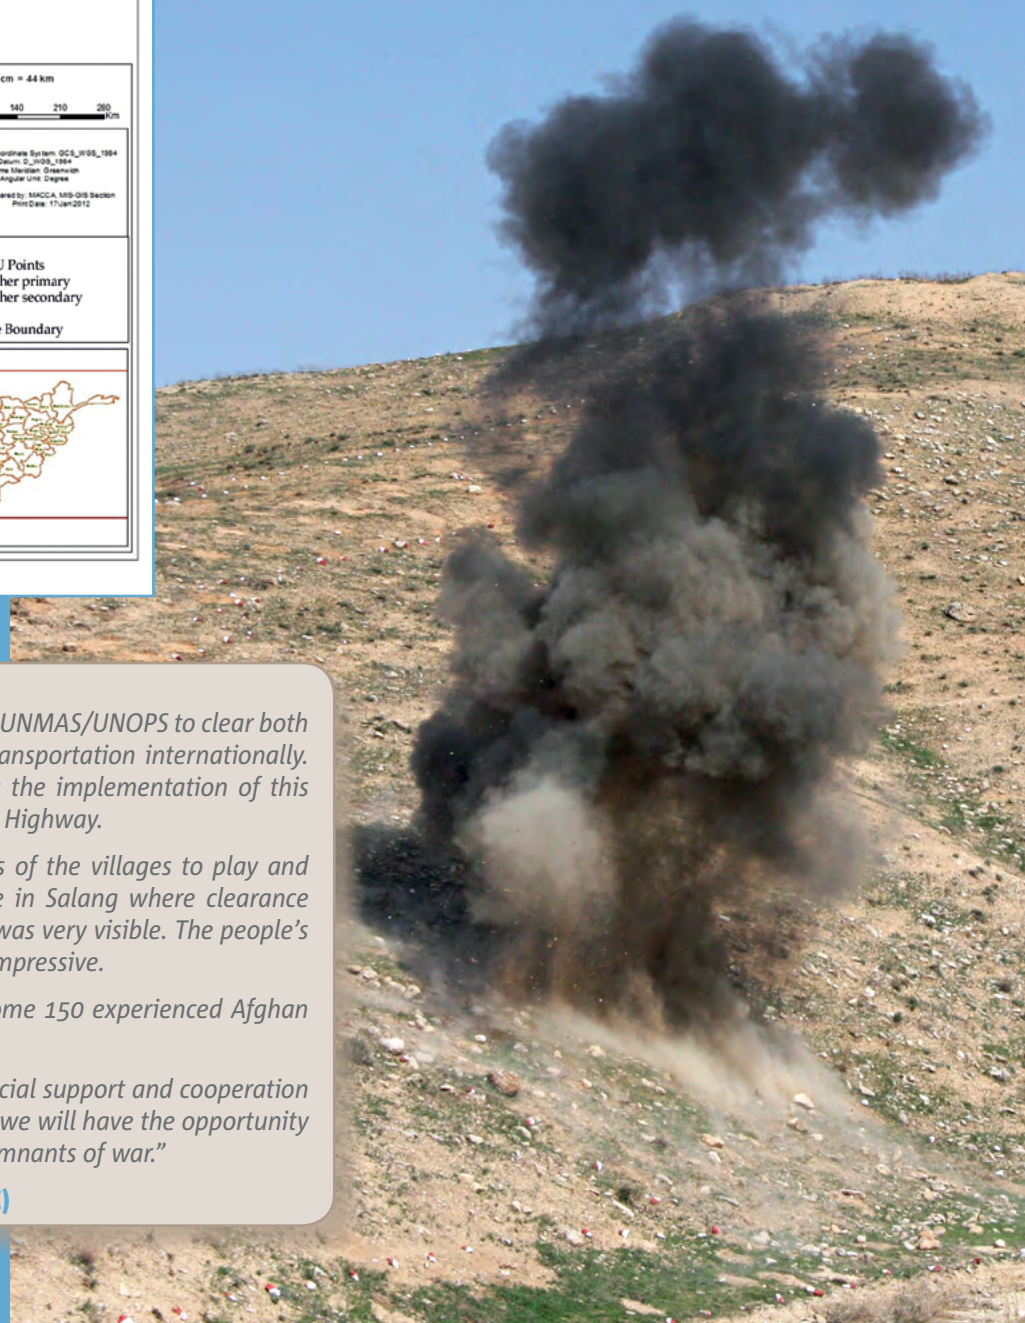 cm = 44 km
140 210 280
Km
ordinate System: GCS_WGS_1984
Datum: D_WGS_1984
me Meridian: Greenwich
Angular Unit: Degree
ared by: MACCA, MIS-GIS Section
Print Date: 17Jan2012
U Points
her primary
her secondary
e Boundary
UNMAS/UNOPS to clear both
ansportation internationally.
the implementation of this
Highway.
s of the villages to play and
e in Salang where clearance
was very visible. The people's
mpressive.
ome 150 experienced Afghan
cial support and cooperation
we will have the opportunity
mnants of war.”
)